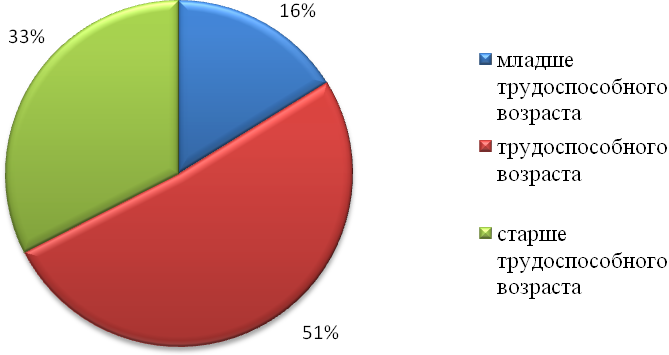 16%
33%
51%
младше
трудоспособного
возраста
трудоспособного
возраста
старше
трудоспособного
возраста